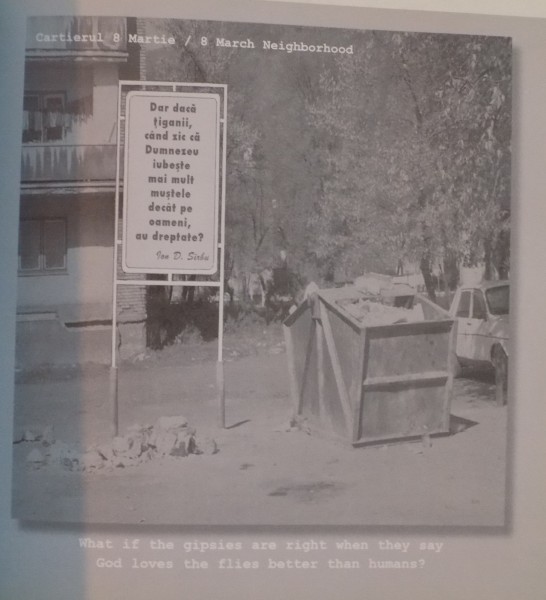 Cartierul 8 Martie / 8 March Neighborhood
Dar dacă
ţiganii,
când zic că
Dumnezeu
iubeşte
mai mult
muştele
decât pe
oameni,
au dreptate?
Ion D. Sîrbu
What if the gipsies are right when they say
God loves the flies better than humans?